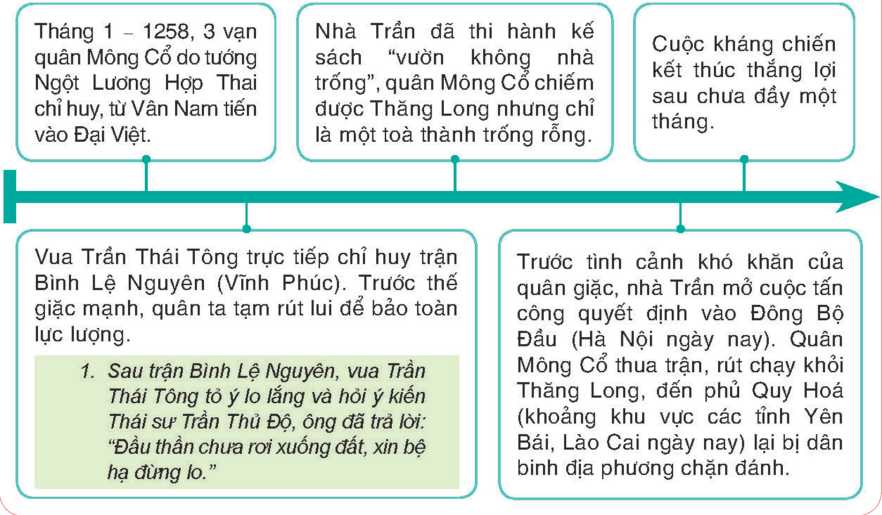 Tháng 1 – 1258, 3 vạn
quân Mông Cổ do tướng
Ngột Lương Hợp Thai
chỉ huy, từ Vân Nam tiến
vào Đại Việt.
Nhà Trần đã thi hành kế
sách “vườn không nhà
trống”, quân Mông Cổ chiếm
được Thăng Long nhưng chỉ
là một toà thành trống rỗng.
Cuộc kháng chiến
kết thúc thắng lợi
sau chưa đầy một
tháng.
Vua Trần Thái Tông trực tiếp chỉ huy trận
Bình Lệ Nguyên (Vĩnh Phúc). Trước thế
giặc mạnh, quân ta tạm rút lui để bảo toàn
lực lượng.
1. Sau trận Bình Lệ Nguyên, vua Trần
Thái Tông tỏ ý lo lắng và hỏi ý kiến
Thái sư Trần Thủ Độ, ông đã trả lời:
“Đầu thần chưa rơi xuống đất, xin bệ
hạ đừng lo.”
Trước tình cảnh khó khăn của
quân giặc, nhà Trần mở cuộc tấn
công quyết định vào Đông Bộ
Đầu (Hà Nội ngày nay). Quân
Mông Cổ thua trận, rút chạy khỏi
Thăng Long, đến phủ Quy Hoá
(khoảng khu vực các tỉnh Yên
Bái, Lào Cai ngày nay) lại bị dân
binh địa phương chặn đánh.